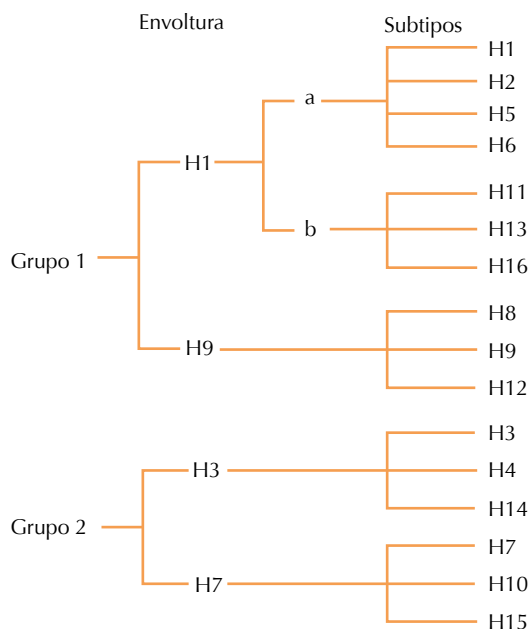 Envoltura Subtipos
H1
H2
a
H5
H6
H1
H11
b H13
H16
Grupo 1
H8
H9 H9
H12
H3
H3 H4
H14
Grupo 2
H7
H7 H10
H15